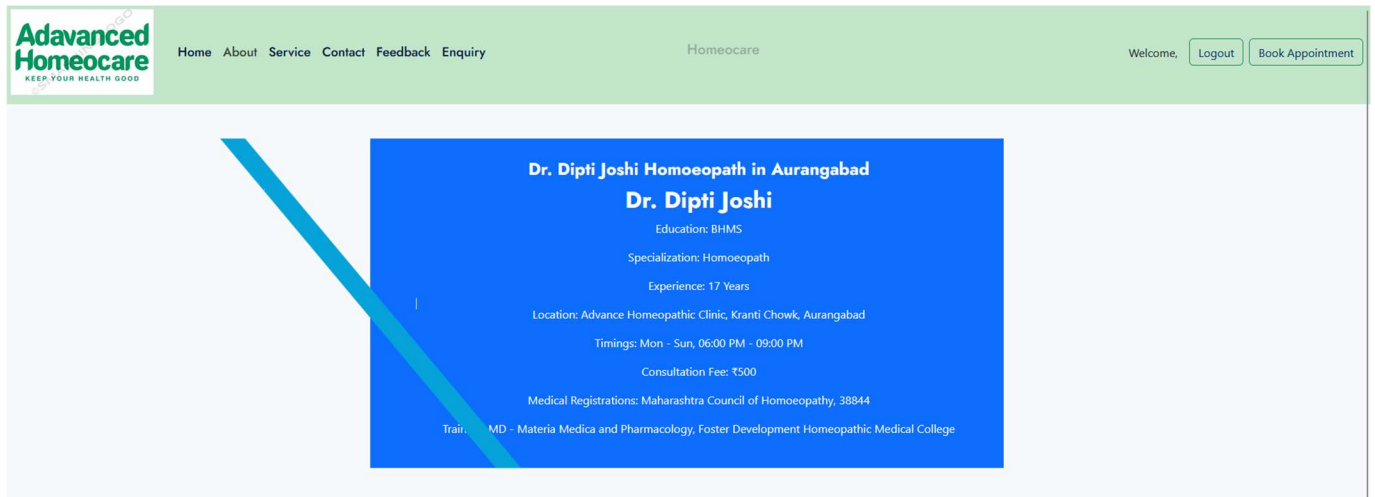 Adavanced
Homeocare
KEEP YOUR HEALTH GOOD
Home About Service Contact Feedback Enquiry
Homeocare
Welcome,
Logout
Book Appointment
Dr. Dipti Joshi Homoeopath in Aurangabad
Dr. Dipti Joshi
Education: BHMS
Specialization: Homoeopath
Experience: 17 Years
Location: Advance Homeopathic Clinic, Kranti Chowk, Aurangabad
Timings: Mon - Sun, 06:00 PM - 09:00 PM
Consultation Fee: ₹500
Medical Registrations: Maharashtra Council of Homoeopathy, 38844
MD - Materia Medica and Pharmacology, Foster Development Homeopathic Medical College